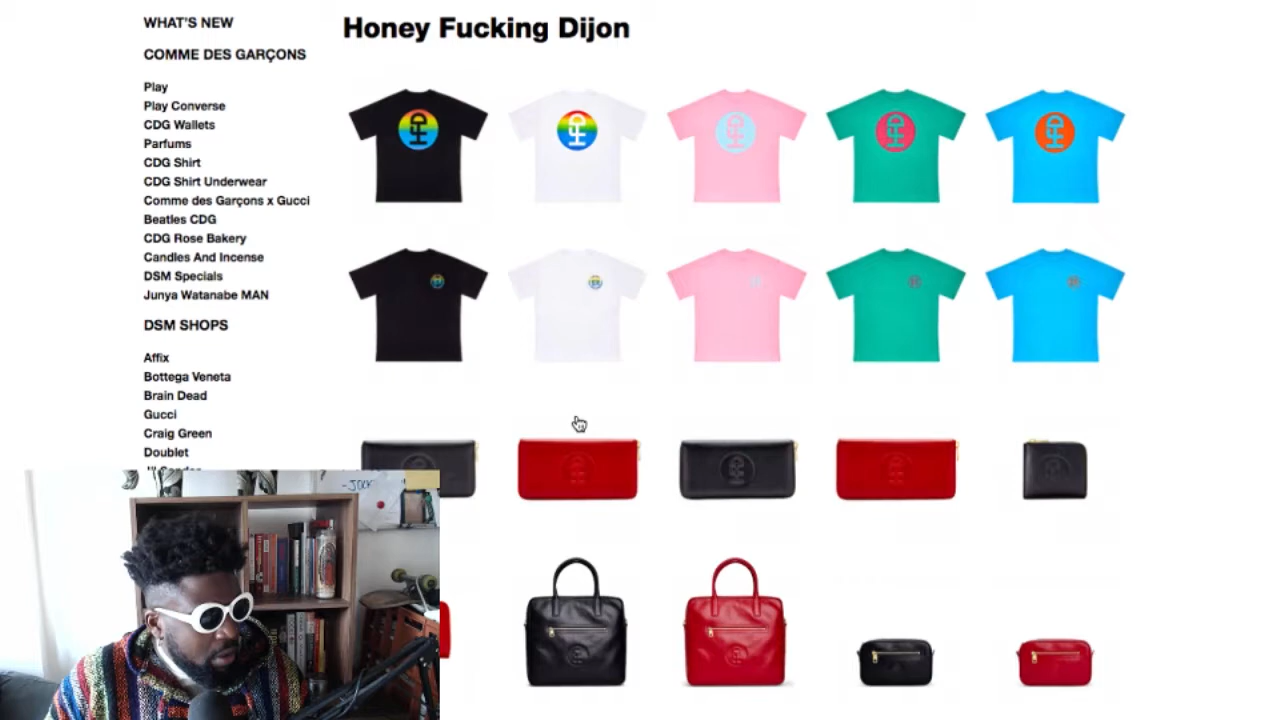 WHAT'S NEW
COMME DES GARÇONS
Play
Play Converse
CDG Wallets
Parfums
CDG Shirt
CDG Shirt Underwear
Comme des Garçons x Gucci
Beatles CDG
CDG Rose Bakery
Candles And Incense
DSM Specials
Junya Watanabe MAN
DSM SHOPS
Affix
Bottega Veneta
Brain Dead
Gucci
Craig Green
Doublet
Honey Fucking Dijon